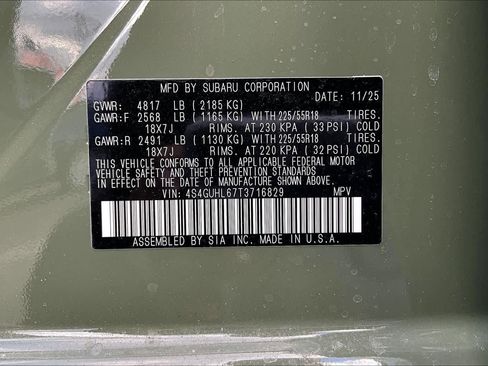 MFD BY SUBARU CORPORATION
DATE: 11/25
GVWR: 4817 LB (2185 KG)
GAWR:F 2568 LB (1165 KG) WITH 225/55R18 TIRES.
18X7J RIMS. AT 230 KPA (33 PSI) COLD
GAWR:R 2491 LB (1130 KG) WITH 225/55R18 TIRES.
18X7J RIMS. AT 220 KPA (32 PSI) COLD
THIS VEHICLE CONFORMS TO ALL APPLICABLE FEDERAL MOTOR
VEHICLE SAFETY AND THEFT PREVENTION STANDARDS IN
EFFECT ON THE DATE OF MANUFACTURE SHOWN ABOVE.
VIN: 4S4GUHL67T3716829 MPV
ASSEMBLED BY SIA INC. MADE IN U.S.A.